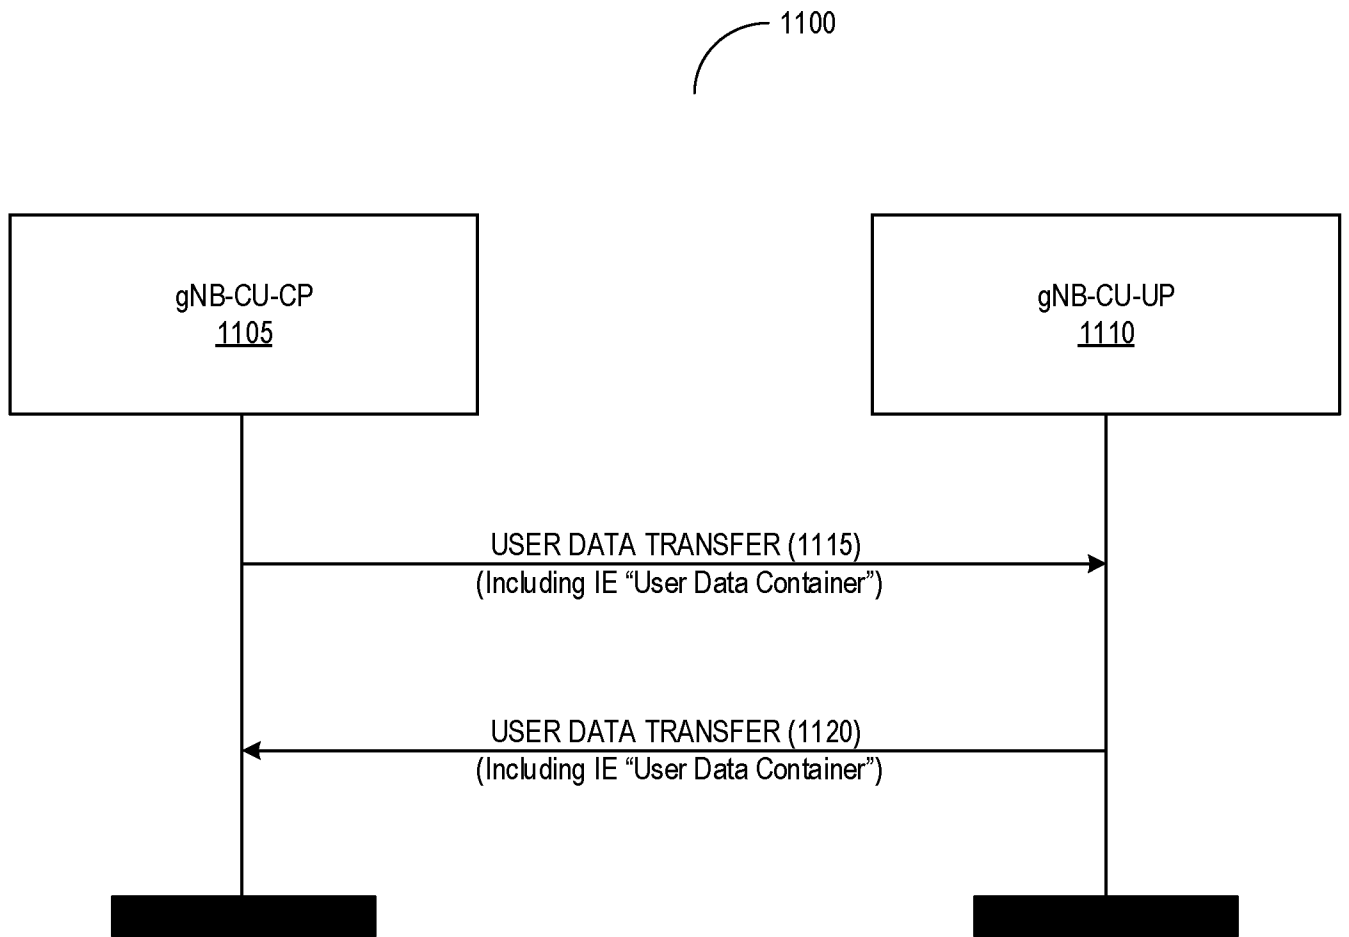 1100
gNB-CU-CP
1105
gNB-CU-UP
1110
USER DATA TRANSFER (1115)
(Including IE “User Data Container”)
USER DATA TRANSFER (1120)
(Including IE “User Data Container”)